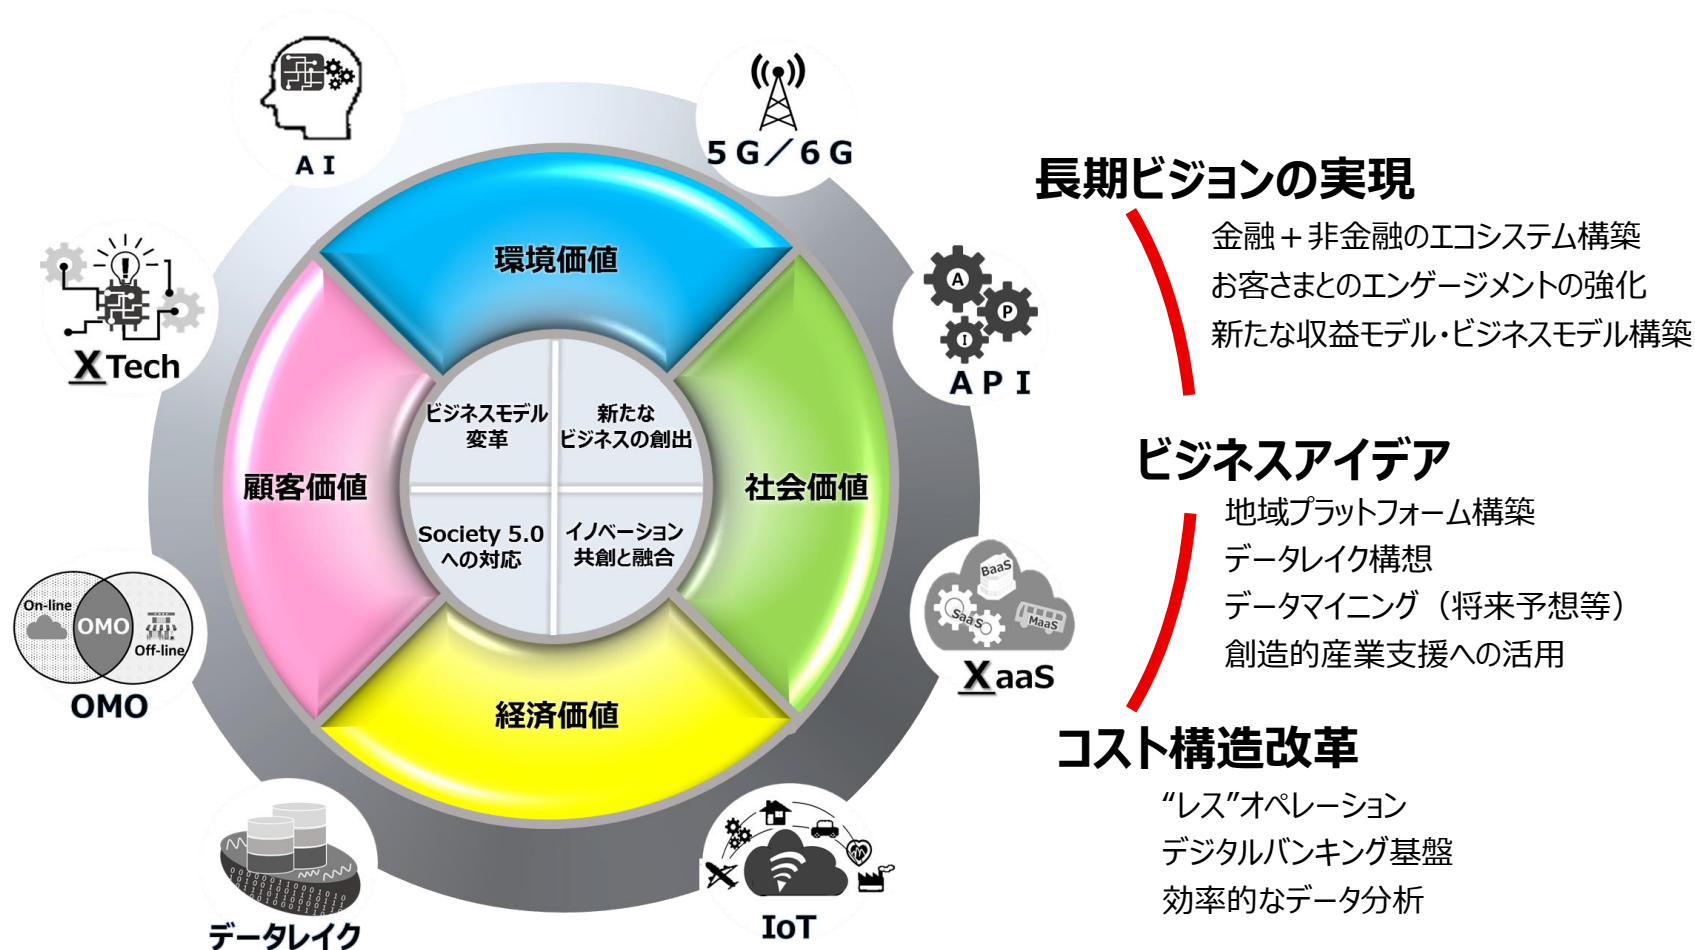 AI
5G／6G
XTech
A
P
I
API
On-line
OMO
Off-line
OMO
BaaS
SaaS
MaaS
XaaS
データレイク
IoT
環境価値
顧客価値
社会価値
経済価値
ビジネスモデル
変革
新たな
ビジネスの創出
Society 5.0
への対応
イノベーション
共創と融合
長期ビジョンの実現
金融＋非金融のエコシステム構築
お客さまとのエンゲージメントの強化
新たな収益モデル・ビジネスモデル構築
ビジネスアイデア
地域プラットフォーム構築
データレイク構想
データマイニング（将来予想等）
創造的産業支援への活用
コスト構造改革
“レス”オペレーション
デジタルバンキング基盤
効率的なデータ分析